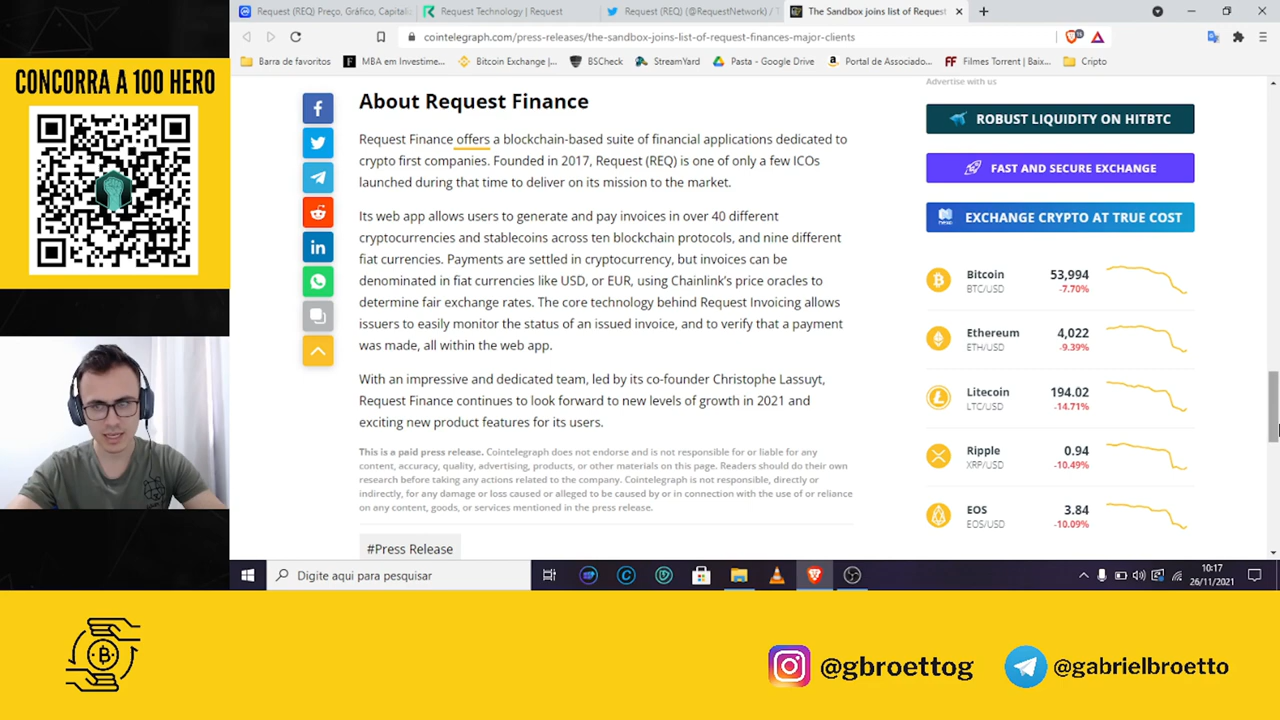 CONCORRA A 100 HERO
Request (REQ) Preço, Gráfico, Capitali
Request Technology | Request
Request (REQ) (@RequestNetwork) / T
The Sandbox joins list of Request
cointelegraph.com/press-releases/the-sandbox-joins-list-of-request-finances-major-clients
Barra de favoritos
MBA em Investime...
Bitcoin Exchange |...
BSCheck
StreamYard
Pasta - Google Drive
Portal de Associado...
Filmes Torrent | Baix...
Cripto
About Request Finance
Request Finance offers a blockchain-based suite of financial applications dedicated to
crypto first companies. Founded in 2017, Request (REQ) is one of only a few ICOs
launched during that time to deliver on its mission to the market.
Its web app allows users to generate and pay invoices in over 40 different
cryptocurrencies and stablecoins across ten blockchain protocols, and nine different
fiat currencies. Payments are settled in cryptocurrency, but invoices can be
denominated in fiat currencies like USD, or EUR, using Chainlink's price oracles to
determine fair exchange rates. The core technology behind Request Invoicing allows
issuers to easily monitor the status of an issued invoice, and to verify that a payment
was made, all within the web app.
With an impressive and dedicated team, led by its co-founder Christophe Lassuyt,
Request Finance continues to look forward to new levels of growth in 2021 and
exciting new product features for its users.
This is a paid press release. Cointelegraph does not endorse and is not responsible for or liable for any
content, accuracy, quality, advertising, products, or other materials on this page. Readers should do their own
research before taking any actions related to the company. Cointelegraph is not responsible, directly or
indirectly, for any damage or loss caused or alleged to be caused by or in connection with the use of or reliance
on any content, goods, or services mentioned in the press release.
#Press Release
Advertise with us
ROBUST LIQUIDITY ON HITBTC
FAST AND SECURE EXCHANGE
EXCHANGE CRYPTO AT TRUE COST
Bitcoin 53,994
BTC/USD -7.70%
Ethereum 4,022
ETH/USD -9.39%
Litecoin 194.02
LTC/USD -14.71%
Ripple 0.94
XRP/USD -10.49%
EOS 3.84
EOS/USD -10.09%
Digite aqui para pesquisar
10:17
26/11/2021
@gbroettog
@gabrielbroetto